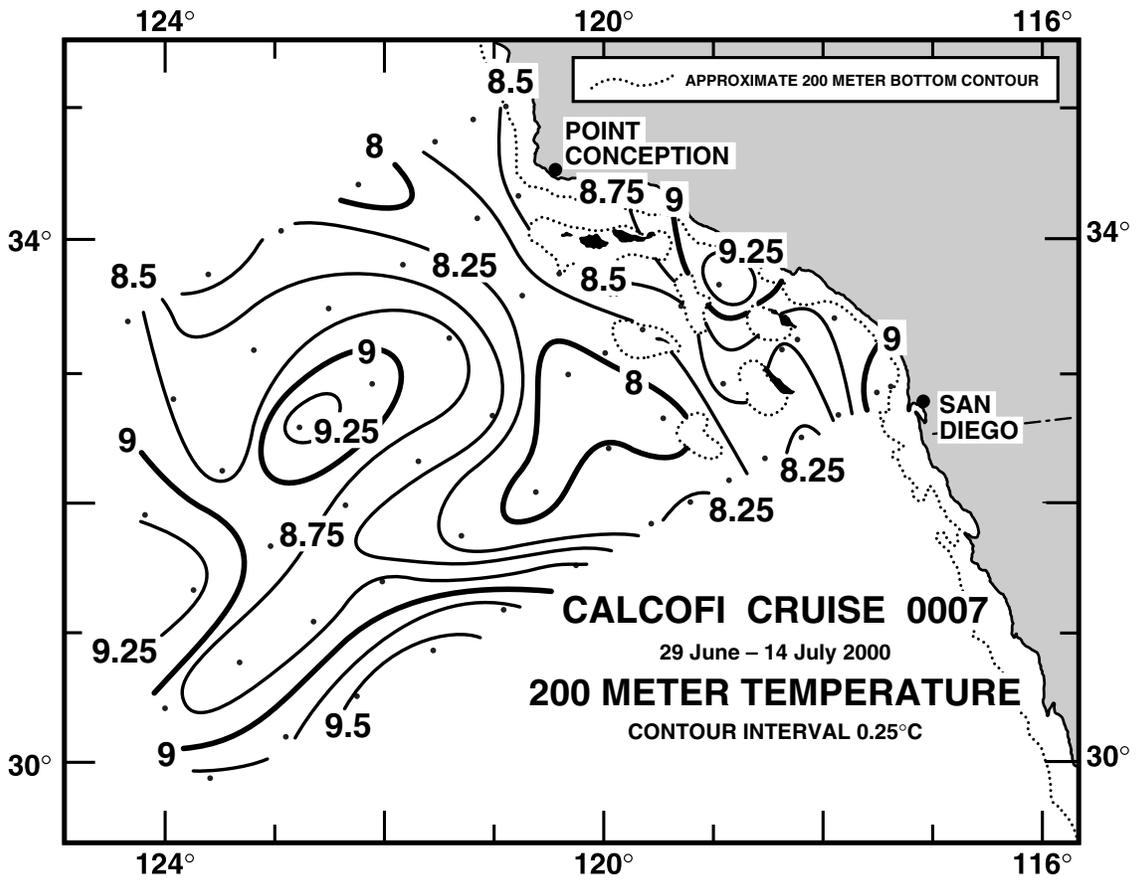 124° 120° 116°
APPROXIMATE 200 METER BOTTOM CONTOUR
8.5
POINT
CONCEPTION
8
8.75
9
34°
34°
9.25
8.25
8.5
8.5
9
9
8
SAN
DIEGO
9.25
9
8.25
8.25
8.75
CALCOFI CRUISE 0007
9.25
29 June – 14 July 2000
200 METER TEMPERATURE
9.5
CONTOUR INTERVAL 0.25°C
9
30°
30°
124° 120° 116°